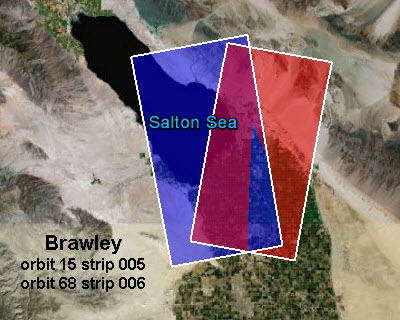 Salton Sea
Brawley
orbit 15 strip 005
orbit 68 strip 006